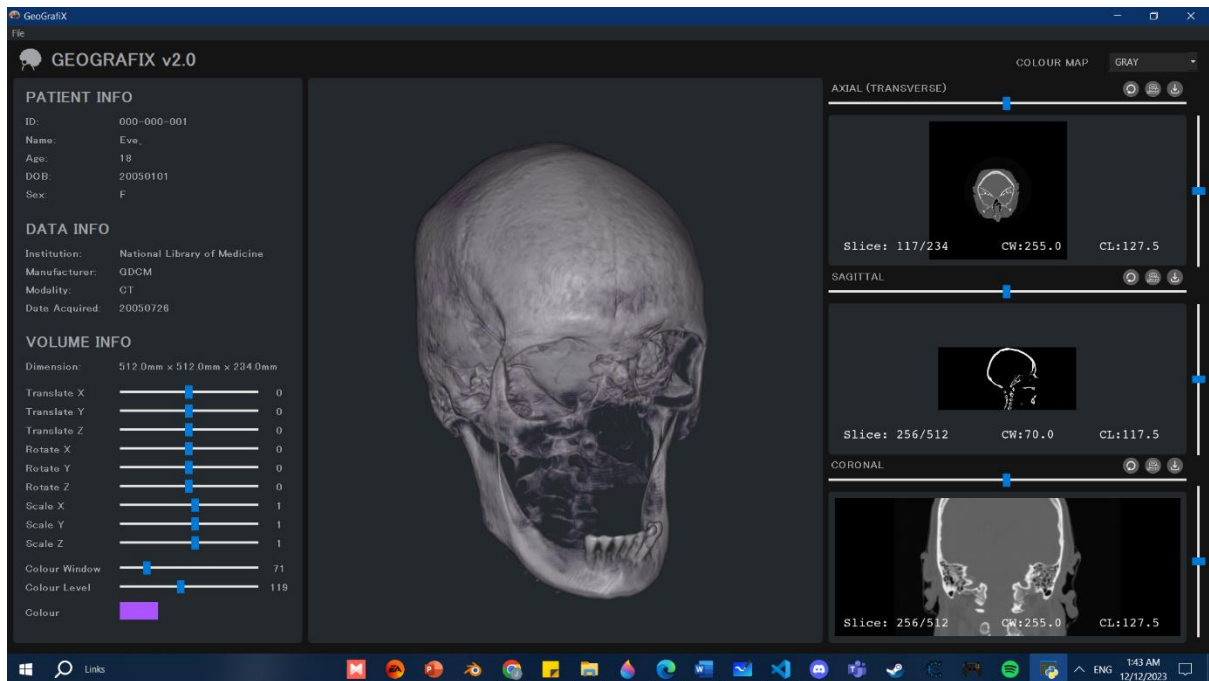 GeoGrafiX
File
GEOGRAFIX v2.0
COLOUR MAP GRAY
PATIENT INFO
ID: 000-000-001
Name: Eve_
Age: 18
DOB: 20050101
Sex: F
DATA INFO
Institution: National Library of Medicine
Manufacturer: GDCM
Modality: CT
Date Acquired: 20050726
VOLUME INFO
Dimension: 512.0mm x 512.0mm x 234.0mm
Translate X 0
Translate Y 0
Translate Z 0
Rotate X 0
Rotate Y 0
Rotate Z 0
Scale X 1
Scale Y 1
Scale Z 1
Colour Window 71
Colour Level 119
Colour
AXIAL (TRANSVERSE)
Slice: 117/234 CW:255.0 CL:127.5
SAGITTAL
Slice: 256/512 CW:70.0 CL:117.5
CORONAL
Slice: 256/512 CW:255.0 CL:127.5
Links
ENG
1:43 AM
12/12/2023